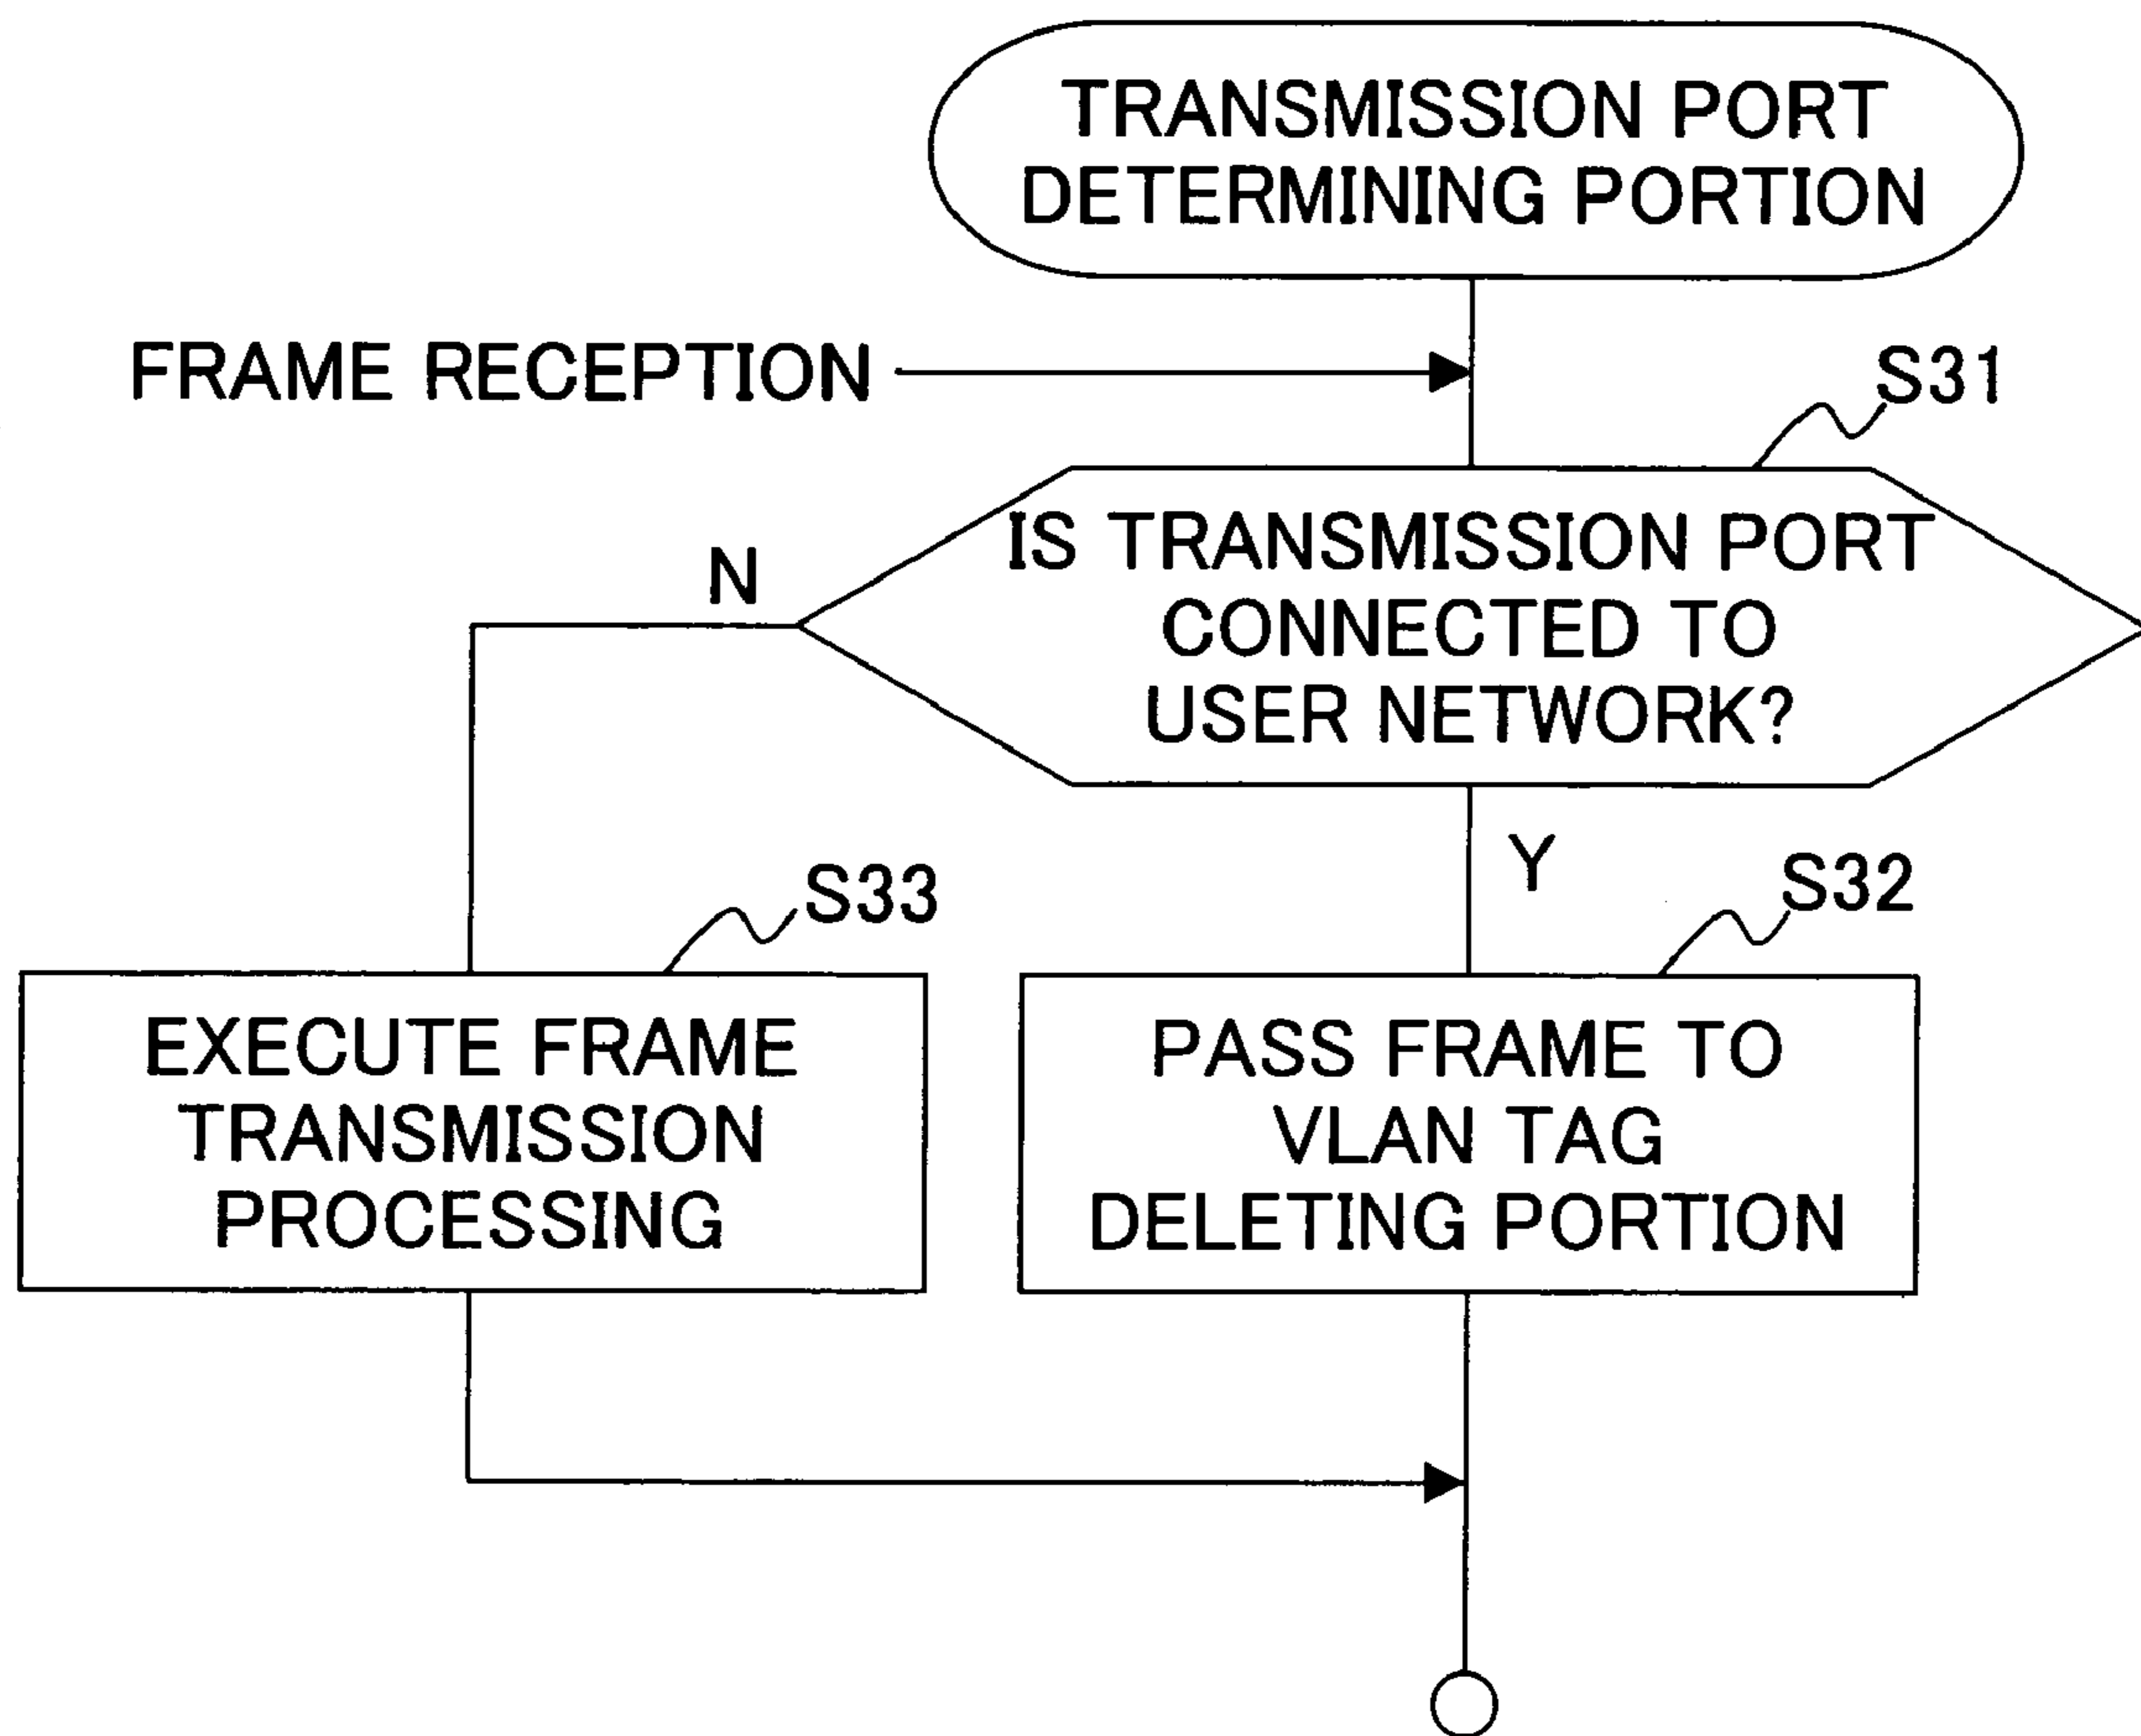 TRANSMISSION PORT
DETERMINING PORTION
FRAME RECEPTION
S31
IS TRANSMISSION PORT
CONNECTED TO
USER NETWORK?
N
Y
S33
S32
EXECUTE FRAME
TRANSMISSION
PROCESSING
PASS FRAME TO
VLAN TAG
DELETING PORTION